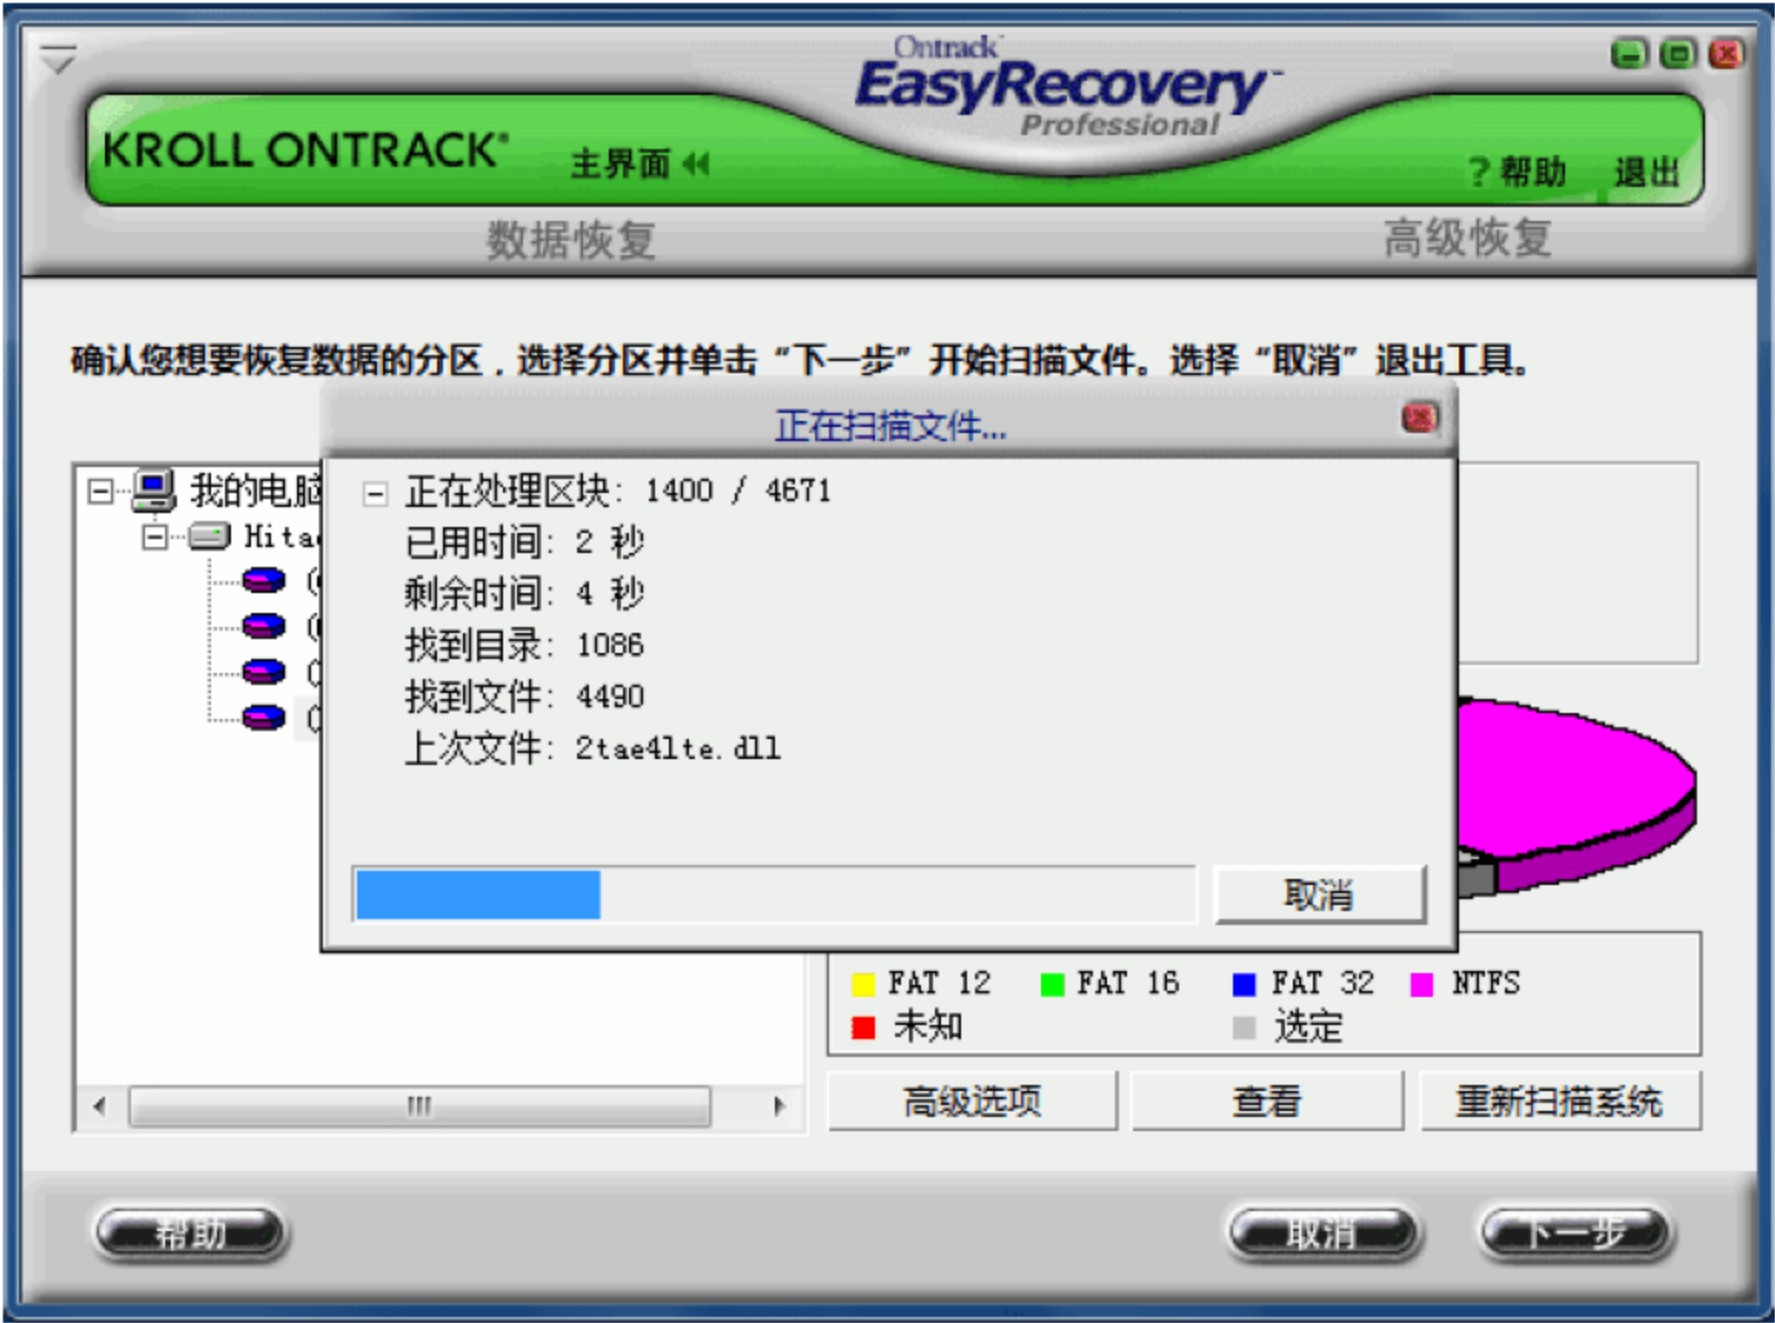 Ontrack
EasyRecovery
Professional
KROLL ONTRACK
主界面
? 帮助
退出
数据恢复
高级恢复
确认您想要恢复数据的分区，选择分区并单击“下一步”开始扫描文件。选择“取消”退出工具。
正在扫描文件...
我的电脑
正在处理区块: 1400 / 4671
已用时间: 2 秒
剩余时间: 4 秒
找到目录: 1086
找到文件: 4490
上次文件: 2tae4lte.dll
取消
FAT 12
FAT 16
FAT 32
NTFS
未知
选定
高级选项
查看
重新扫描系统
帮助
取消
下一步